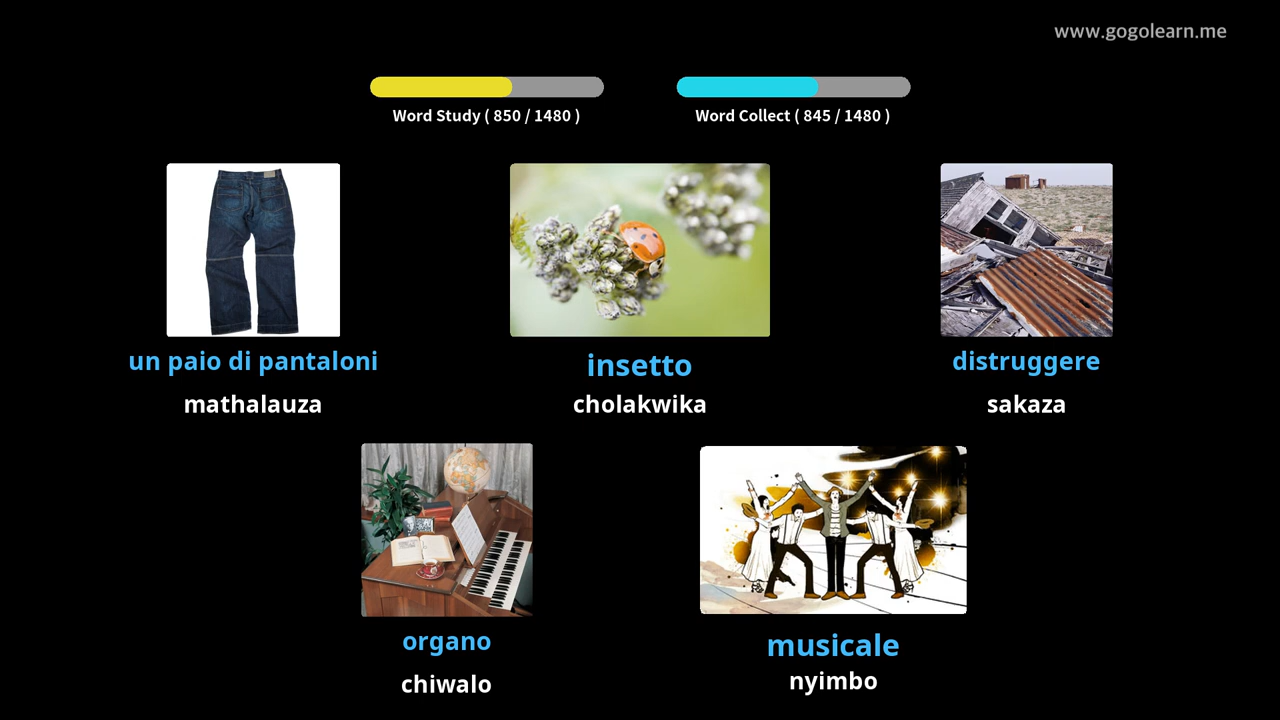 www.gogolearn.me
Word Study ( 850 / 1480 )
Word Collect ( 845 / 1480 )
un paio di pantaloni
mathalauza
insetto
cholakwika
distruggere
sakaza
organo
chiwalo
musicale
nyimbo